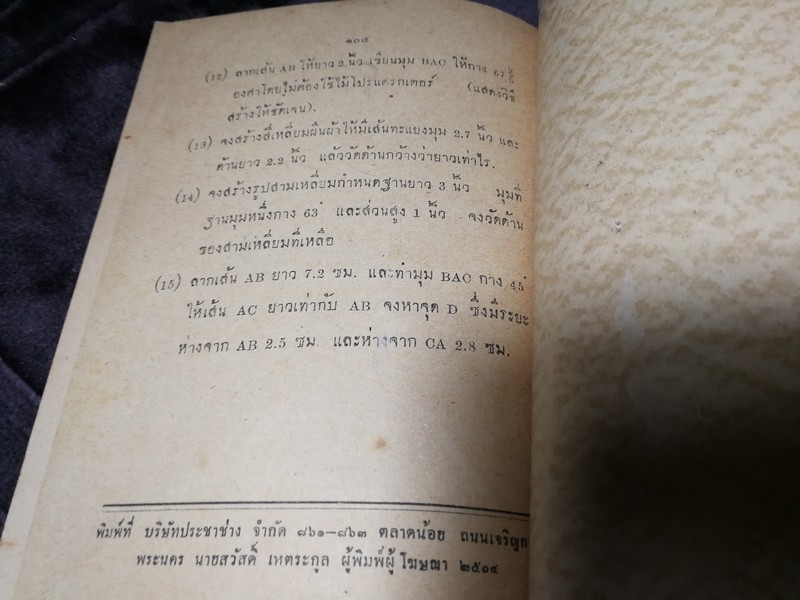 ๑๐๔
(12) ลากเส้น AB ให้ยาว 2 นิ้ว เขียนมุม BAC ให้กาง 67
องศาโดยไม่ต้องใช้ไม้โปรแตรกเตอร์ (แสดงวิธี
สร้างให้ชัดเจน).
(13) จงสร้างสี่เหลี่ยมผืนผ้าให้มีเส้นทะแยงมุม 2.7 นิ้ว และ
ด้านยาว 2.2 นิ้ว แล้ววัดด้านกว้างว่ายาวเท่าไร.
(14) จงสร้างรูปสามเหลี่ยมกำหนดฐานยาว 3 นิ้ว มุมที่
ฐานมุมหนึ่งกาง 63° และส่วนสูง 1 นิ้ว จงวัดด้าน
ของสามเหลี่ยมที่เหลือ
(15) ลากเส้น AB ยาว 7.2 ซม. และทำมุม BAC กาง 45°
ให้เส้น AC ยาวเท่ากับ AB จงหาจุด D ซึ่งมีระยะ
ห่างจาก AB 2.5 ซม. และห่างจาก CA 2.8 ซม.
พิมพ์ที่ บริษัทประชาช่าง จำกัด ๘๖๑–๘๖๓ ตลาดน้อย ถนนเจริญก
พระนคร นายสวัสดิ์ เหตระกูล ผู้พิมพ์ผู้โฆษณา ๒๕๐๔